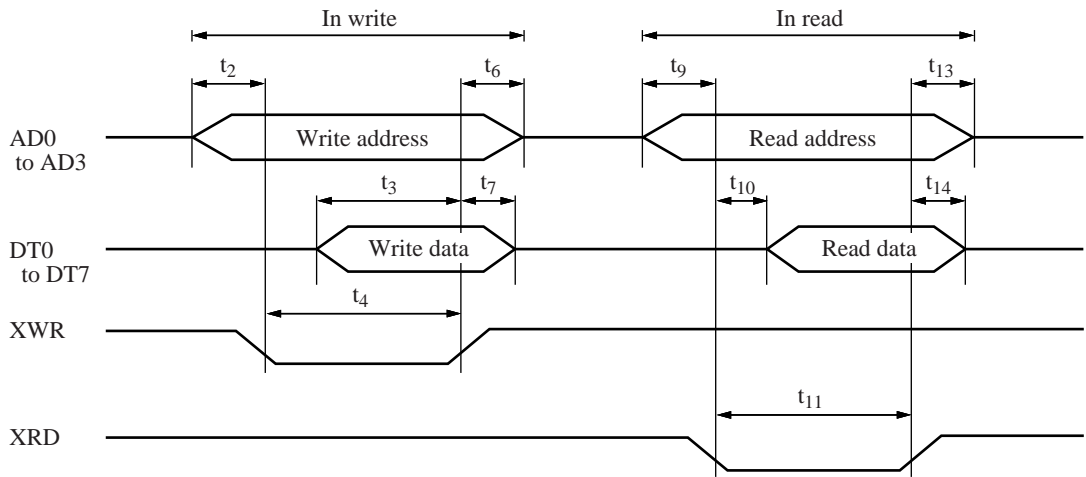 In write
In read
t2
t6
t9
t13
AD0
to AD3
Write address
Read address
t3
t7
t10
t14
DT0
to DT7
Write data
Read data
t4
XWR
t11
XRD